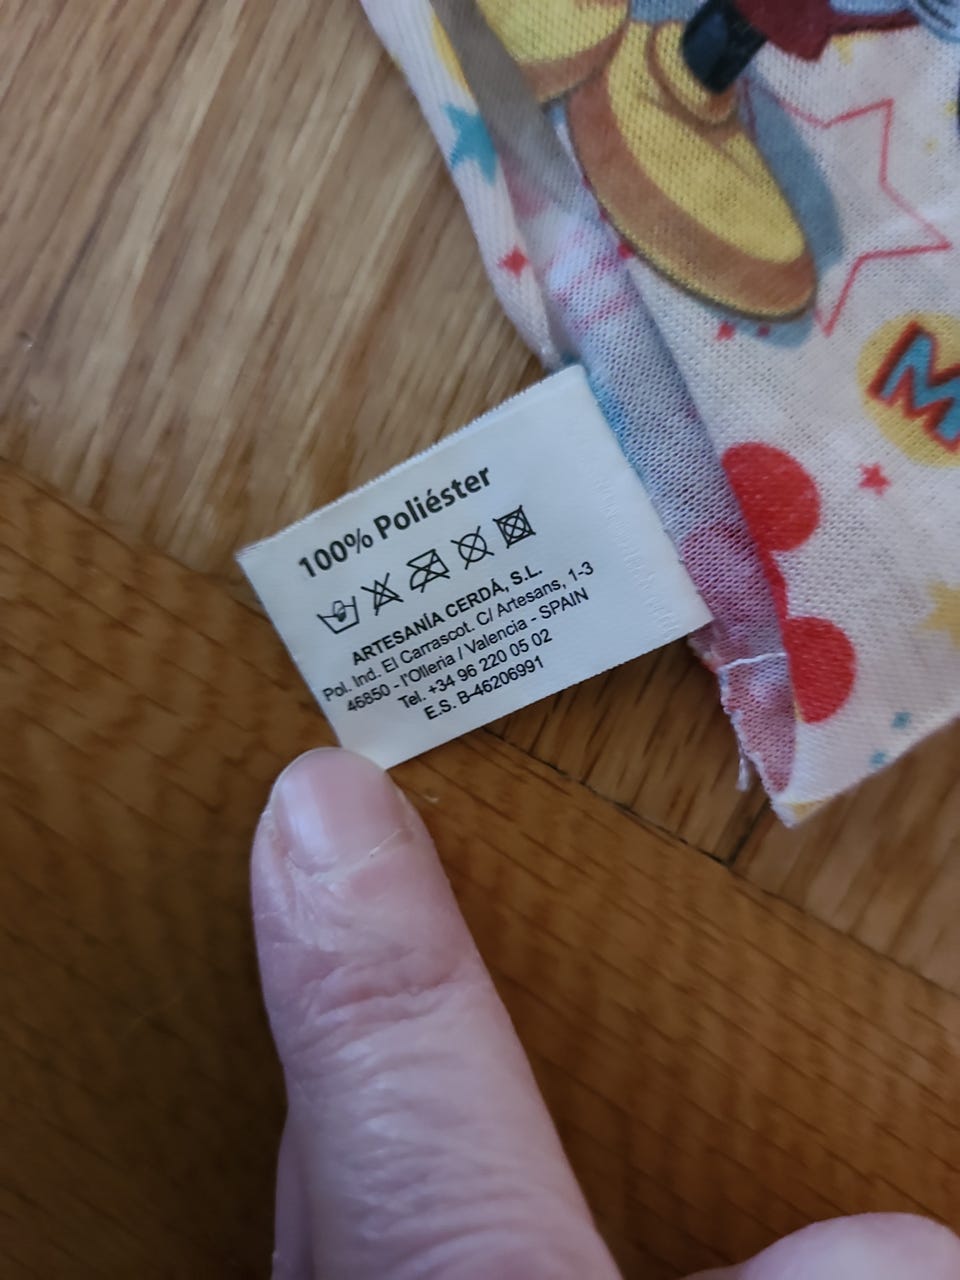 100% Poliéster
ARTESANÍA CERDÁ, S.L.
Pol. Ind. El Carrascot. C/ Artesans, 1-3
46850 - l'Olleria / Valencia - SPAIN
Tel. +34 96 220 05 02
E.S. B-46206991
M